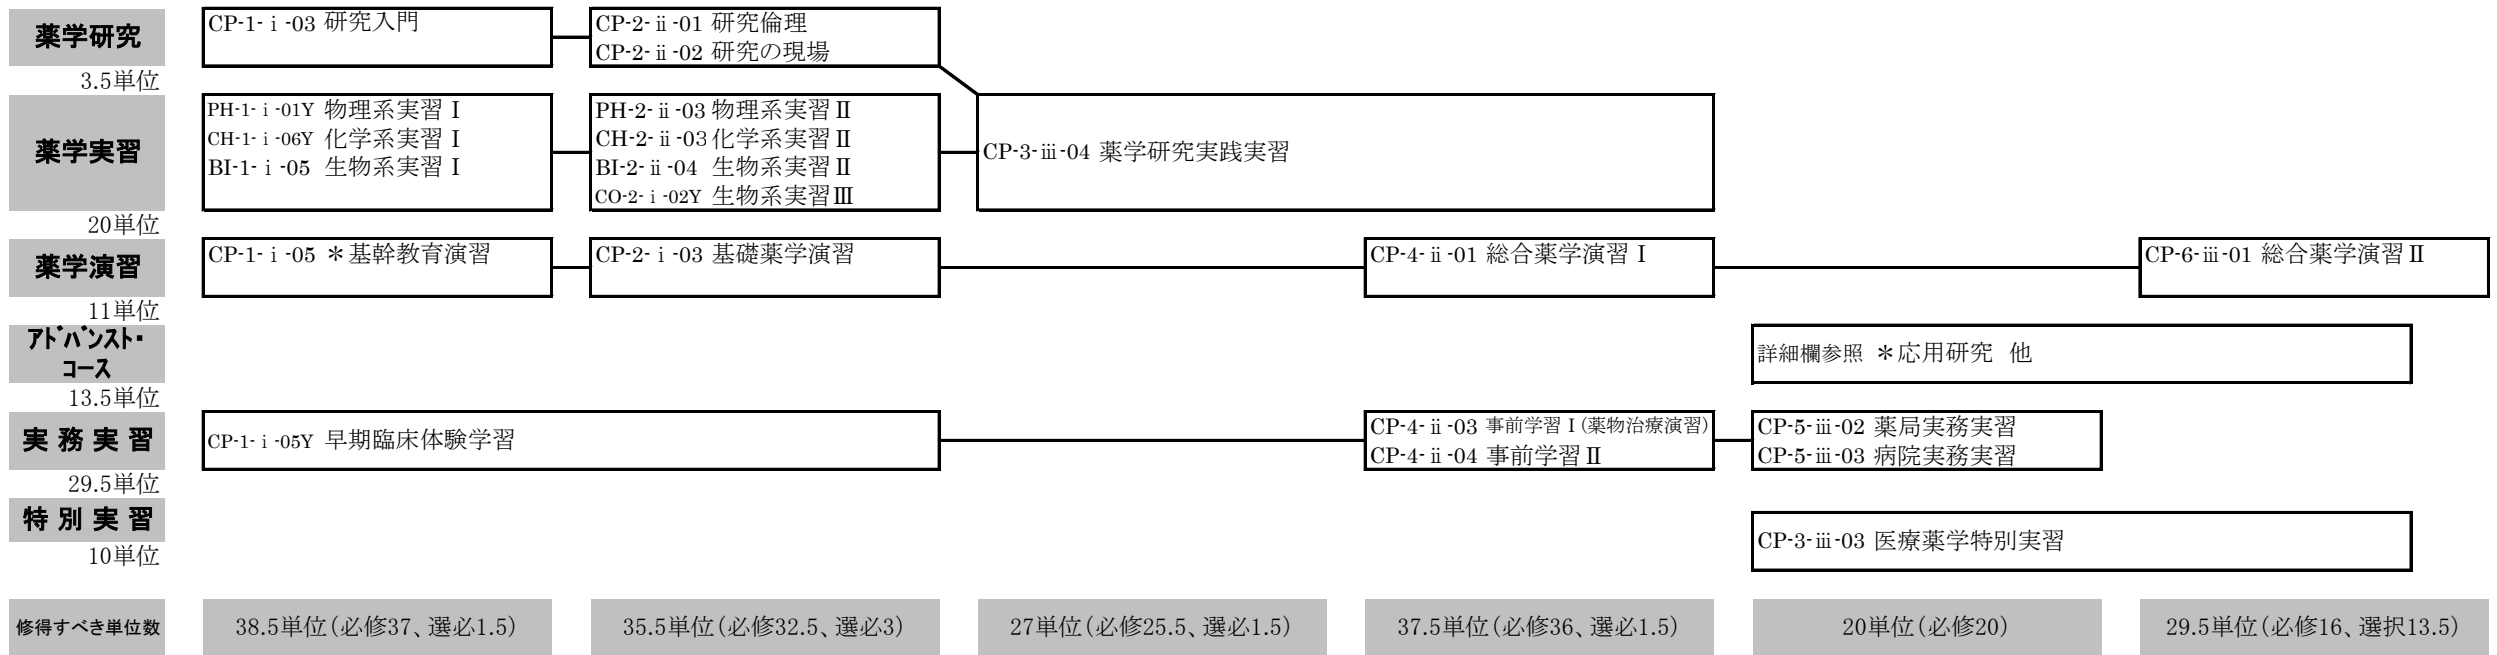 薬学研究
3.5単位
CP-1-ⅰ-03 研究入門
CP-2-ⅱ-01 研究倫理
CP-2-ⅱ-02 研究の現場
薬学実習
20単位
PH-1-ⅰ-01Y 物理系実習Ⅰ
CH-1-ⅰ-06Y 化学系実習Ⅰ
BI-1-ⅰ-05 生物系実習Ⅰ
PH-2-ⅱ-03 物理系実習Ⅱ
CH-2-ⅱ-03 化学系実習Ⅱ
BI-2-ⅱ-04 生物系実習Ⅱ
CO-2-ⅰ-02Y 生物系実習Ⅲ
CP-3-ⅲ-04 薬学研究実践実習
薬学演習
11単位
CP-1-ⅰ-05 ＊基幹教育演習
CP-2-ⅰ-03 基礎薬学演習
CP-4-ⅱ-01 総合薬学演習Ⅰ
CP-6-ⅲ-01 総合薬学演習Ⅱ
ｱﾄﾞﾊﾞﾝｽﾄ･
ｺｰｽ
13.5単位
詳細欄参照 ＊応用研究 他
実務実習
29.5単位
CP-1-ⅰ-05Y 早期臨床体験学習
CP-4-ⅱ-03 事前学習Ⅰ(薬物治療演習)
CP-4-ⅱ-04 事前学習Ⅱ
CP-5-ⅲ-02 薬局実務実習
CP-5-ⅲ-03 病院実務実習
特別実習
10単位
CP-3-ⅲ-03 医療薬学特別実習
修得すべき単位数
38.5単位(必修37、選必1.5)
35.5単位(必修32.5、選必3)
27単位(必修25.5、選必1.5)
37.5単位(必修36、選必1.5)
20単位(必修20)
29.5単位(必修16、選択13.5)